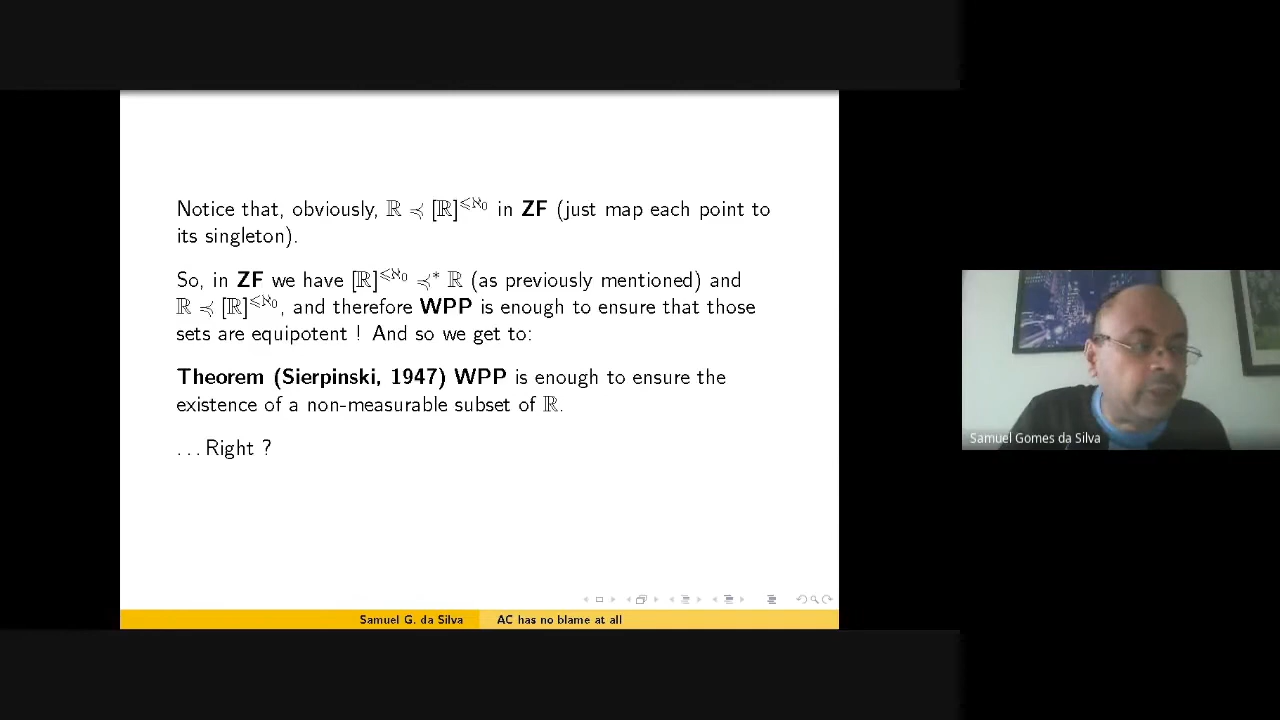 Notice that, obviously, ℝ ≼ [ℝ]^{≤ℵ₀} in ZF (just map each point to
its singleton).
So, in ZF we have [ℝ]^{≤ℵ₀} ≼* ℝ (as previously mentioned) and
ℝ ≼ [ℝ]^{≤ℵ₀}, and therefore WPP is enough to ensure that those
sets are equipotent ! And so we get to:
Theorem (Sierpinski, 1947) WPP is enough to ensure the
existence of a non-measurable subset of ℝ.
...Right ?
Samuel G. da Silva
AC has no blame at all
Samuel Gomes da Silva